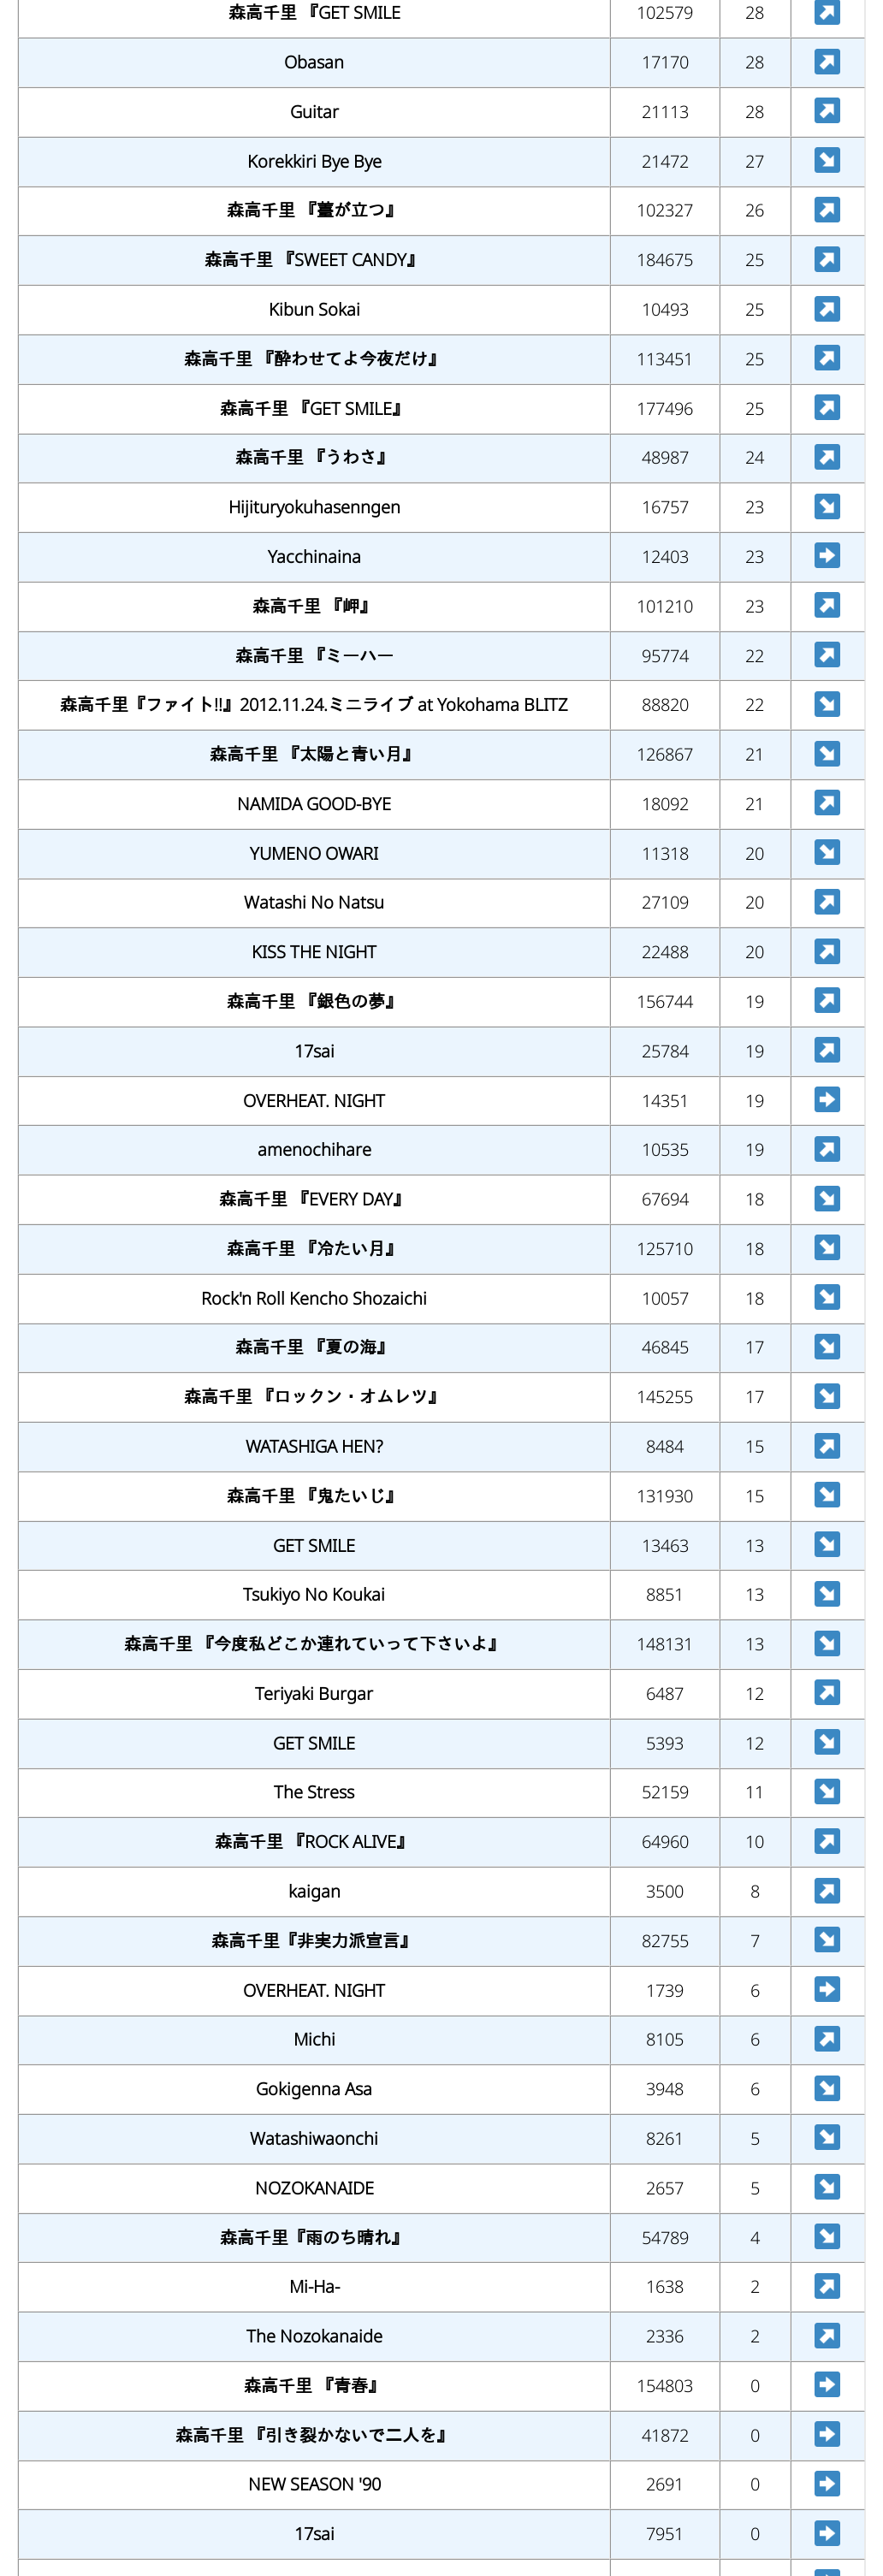 森高千里 『GET SMILE 102579 28
Obasan 17170 28
Guitar 21113 28
Korekkiri Bye Bye 21472 27
森高千里 『薹が立つ』 102327 26
森高千里 『SWEET CANDY』 184675 25
Kibun Sokai 10493 25
森高千里 『酔わせてよ今夜だけ』 113451 25
森高千里 『GET SMILE』 177496 25
森高千里 『うわさ』 48987 24
Hijituryokuhasenngen 16757 23
Yacchinaina 12403 23
森高千里 『岬』 101210 23
森高千里 『ミーハー 95774 22
森高千里『ファイト!!』2012.11.24.ミニライブ at Yokohama BLITZ 88820 22
森高千里 『太陽と青い月』 126867 21
NAMIDA GOOD-BYE 18092 21
YUMENO OWARI 11318 20
Watashi No Natsu 27109 20
KISS THE NIGHT 22488 20
森高千里 『銀色の夢』 156744 19
17sai 25784 19
OVERHEAT. NIGHT 14351 19
amenochihare 10535 19
森高千里 『EVERY DAY』 67694 18
森高千里 『冷たい月』 125710 18
Rock'n Roll Kencho Shozaichi 10057 18
森高千里 『夏の海』 46845 17
森高千里 『ロックン・オムレツ』 145255 17
WATASHIGA HEN? 8484 15
森高千里 『鬼たいじ』 131930 15
GET SMILE 13463 13
Tsukiyo No Koukai 8851 13
森高千里 『今度私どこか連れていって下さいよ』 148131 13
Teriyaki Burgar 6487 12
GET SMILE 5393 12
The Stress 52159 11
森高千里 『ROCK ALIVE』 64960 10
kaigan 3500 8
森高千里『非実力派宣言』 82755 7
OVERHEAT. NIGHT 1739 6
Michi 8105 6
Gokigenna Asa 3948 6
Watashiwaonchi 8261 5
NOZOKANAIDE 2657 5
森高千里『雨のち晴れ』 54789 4
Mi-Ha- 1638 2
The Nozokanaide 2336 2
森高千里 『青春』 154803 0
森高千里 『引き裂かないで二人を』 41872 0
NEW SEASON '90 2691 0
17sai 7951 0